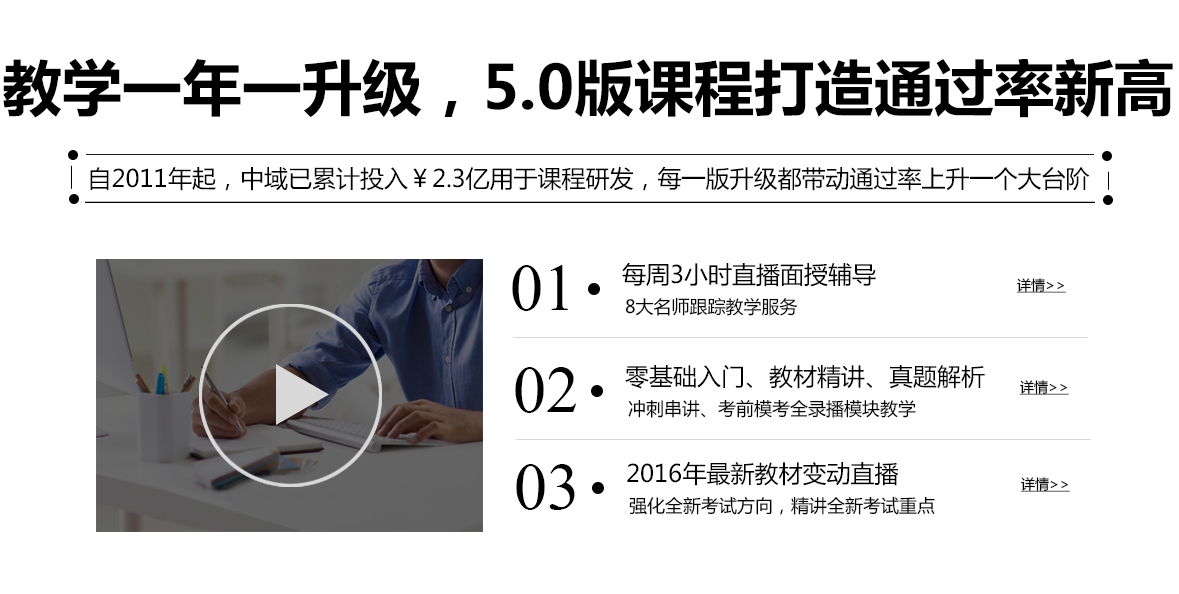 教学一年一升级，5.0版课程打造通过率新高
自2011年起，中域已累计投入￥2.3亿用于课程研发，每一版升级都带动通过率上升一个大台阶
01 • 每周3小时直播面授辅导
8大名师跟踪教学服务
详情>>
02 • 零基础入门、教材精讲、真题解析
冲刺串讲、考前模考全录播模块教学
详情>>
03 • 2016年最新教材变动直播
强化全新考试方向，精讲全新考试重点
详情>>